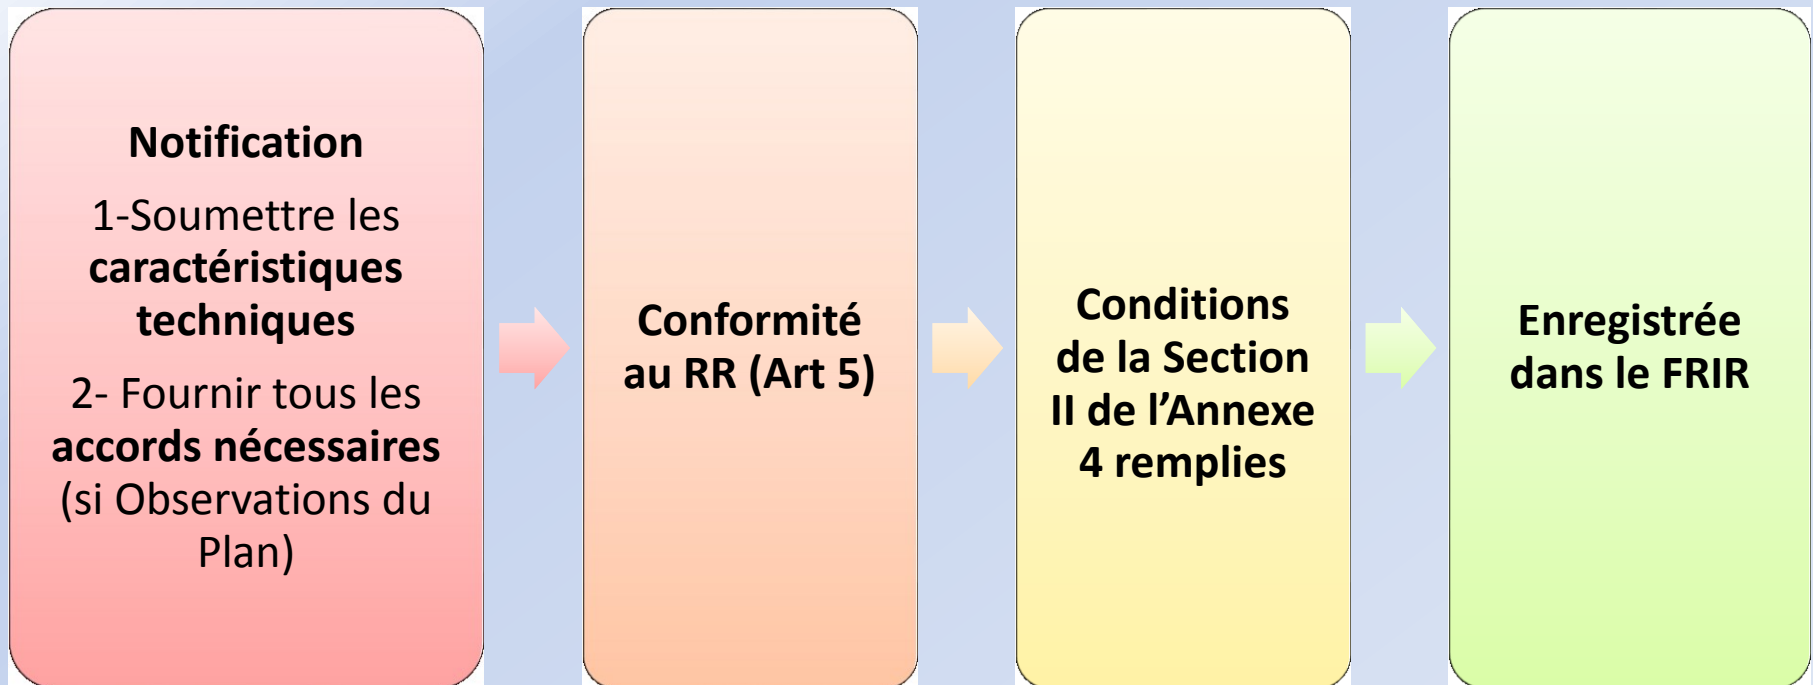 Notification
1-Soumettre les
caractéristiques
techniques
2- Fournir tous les
accords nécessaires
(si Observations du
Plan)
Conformité
au RR (Art 5)
Conditions
de la Section
II de l’Annexe
4 remplies
Enregistrée
dans le FRIR